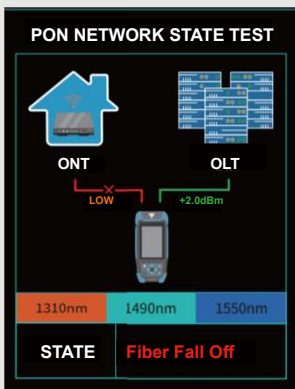 PON NETWORK STATE TEST
ONT
OLT
LOW
+2.0dBm
1310nm
1490nm
1550nm
STATE
Fiber Fall Off